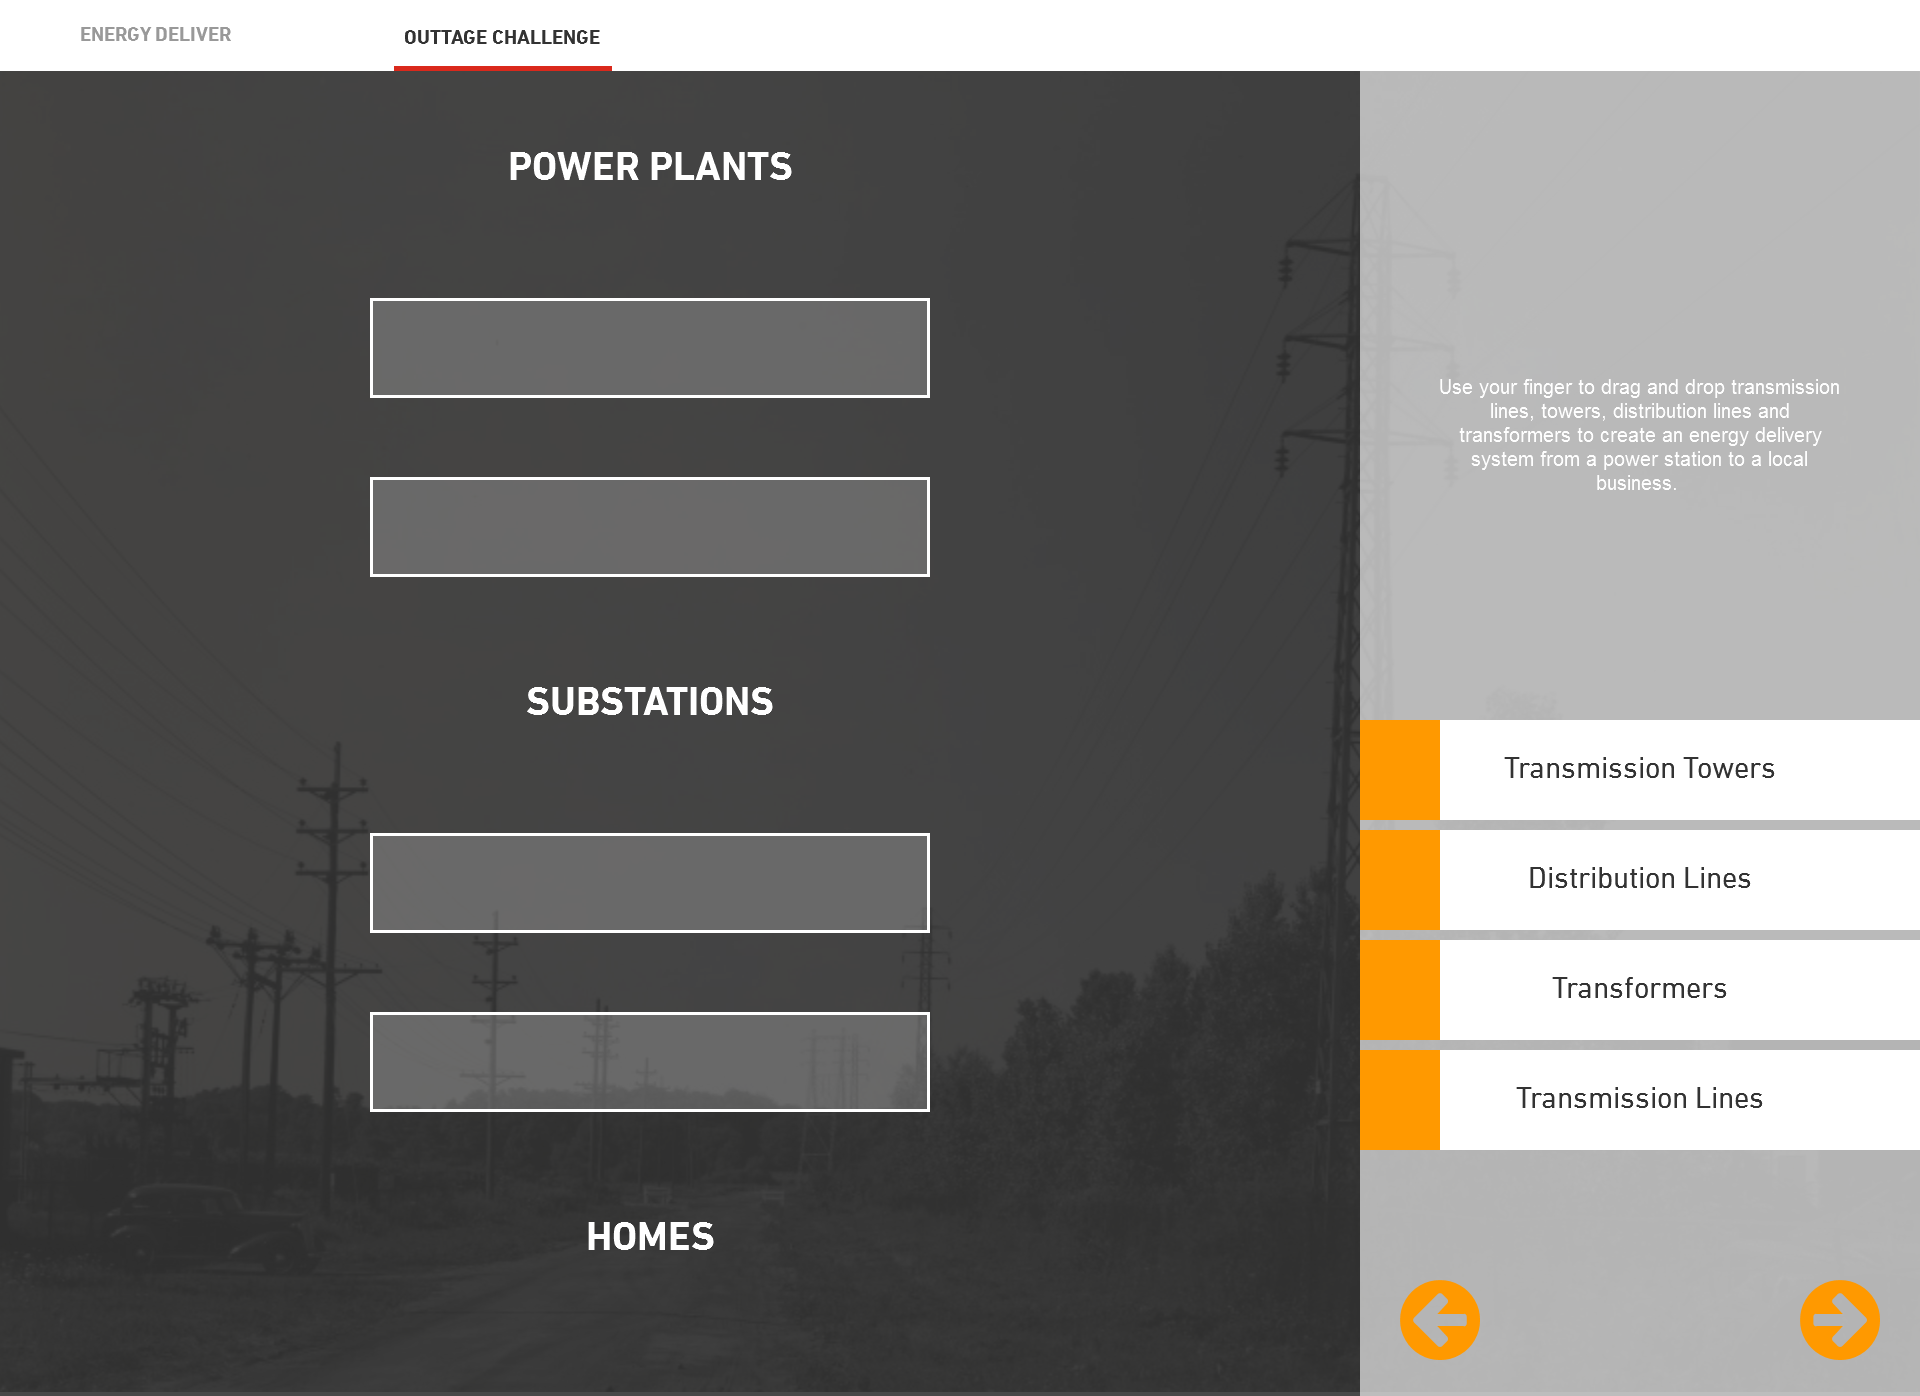 ENERGY DELIVER
OUTTAGE CHALLENGE
POWER PLANTS
SUBSTATIONS
HOMES
Use your finger to drag and drop transmission
lines, towers, distribution lines and
transformers to create an energy delivery
system from a power station to a local
business.
Transmission Towers
Distribution Lines
Transformers
Transmission Lines